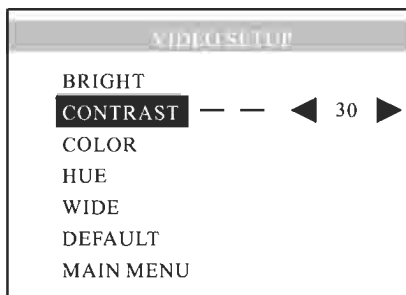 VIDEO SETUP
BRIGHT
CONTRAST — — ◀ 30 ▶
COLOR
HUE
WIDE
DEFAULT
MAIN MENU